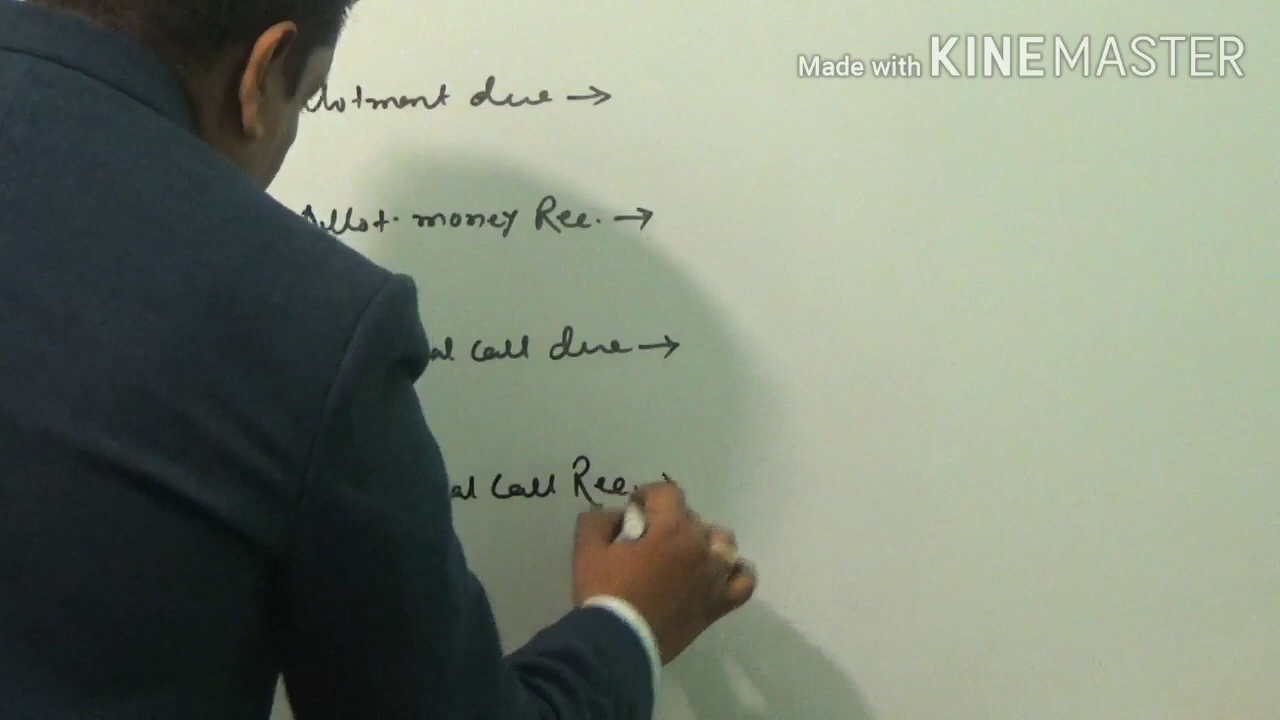 Made with KINEMASTER
lotment due →
Allot. money Rec. →
al call due →
al call Rec. →